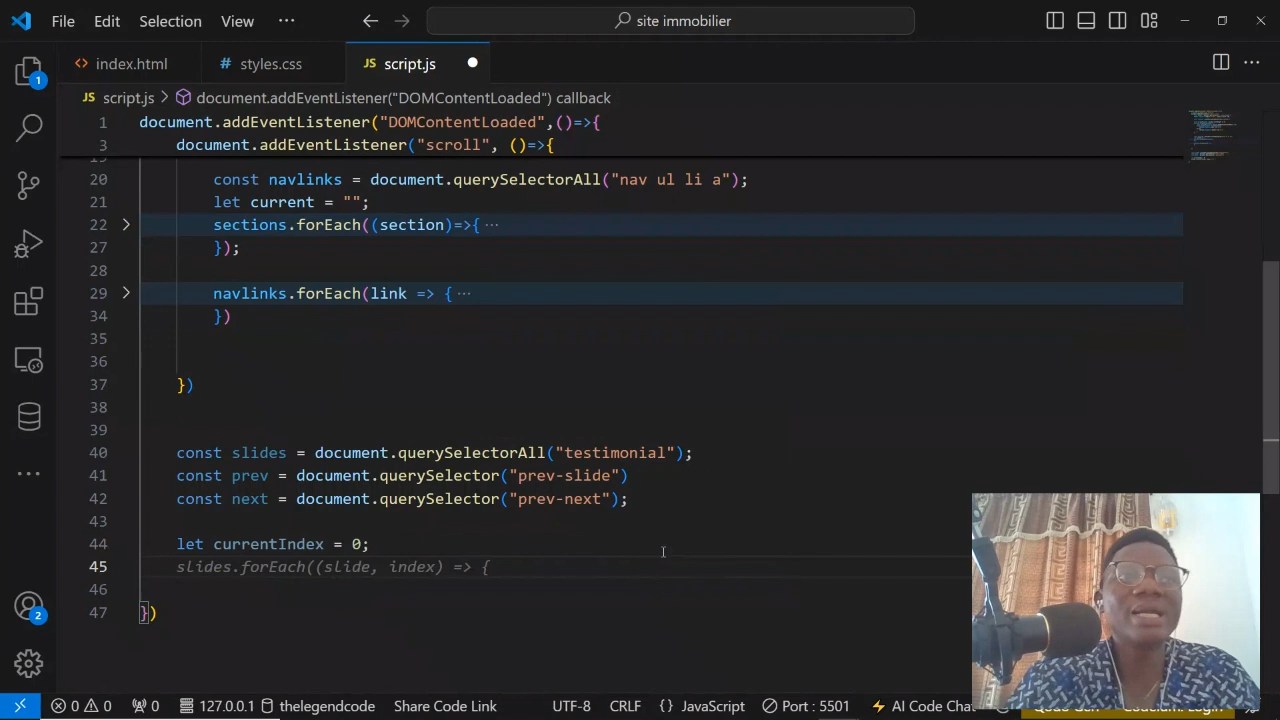 File Edit Selection View ··· site immobilier
index.html # styles.css JS script.js
JS script.js > document.addEventListener("DOMContentLoaded") callback
1 document.addEventListener("DOMContentLoaded",()=>{
3 document.addEventListener("scroll", ()=>{
20 const navlinks = document.querySelectorAll("nav ul li a");
21 let current = "";
22 sections.forEach((section)=>{ ···
27 });
28
29 navlinks.forEach(link => { ···
34 })
35
36
37 })
38
39
40 const slides = document.querySelectorAll("testimonial");
41 const prev = document.querySelector("prev-slide")
42 const next = document.querySelector("prev-next");
43
44 let currentIndex = 0;
45 slides.forEach((slide, index) => {
46
47 })
1
2
0 0 0 127.0.0.1 thelegendcode Share Code Link UTF-8 CRLF {} JavaScript Port : 5501 AI Code Chat